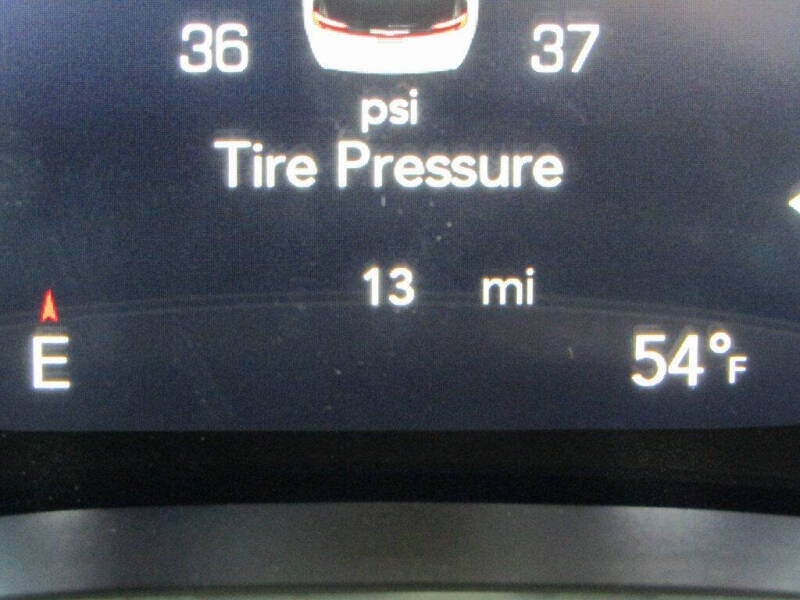 36 37
psi
Tire Pressure
13 mi
E 54°F